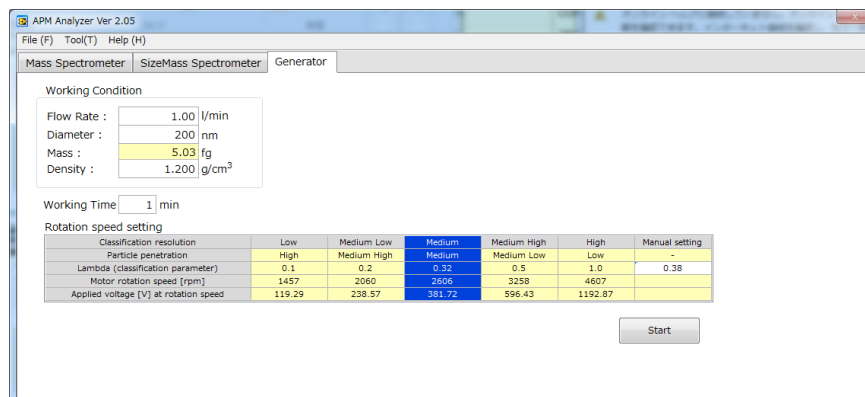 APM Analyzer Ver 2.05
File (F) Tool(T) Help (H)
Mass Spectrometer SizeMass Spectrometer Generator
Working Condition
Flow Rate : 1.00 l/min
Diameter : 200 nm
Mass : 5.03 fg
Density : 1.200 g/cm3
Working Time 1 min
Rotation speed setting
Classification resolution Low Medium Low Medium Medium High High Manual setting
Particle penetration High Medium High Medium Medium Low Low -
Lambda (classification parameter) 0.1 0.2 0.32 0.5 1.0 0.38
Motor rotation speed [rpm] 1457 2060 2606 3258 4607
Applied voltage [V] at rotation speed 119.29 238.57 381.72 596.43 1192.87
Start